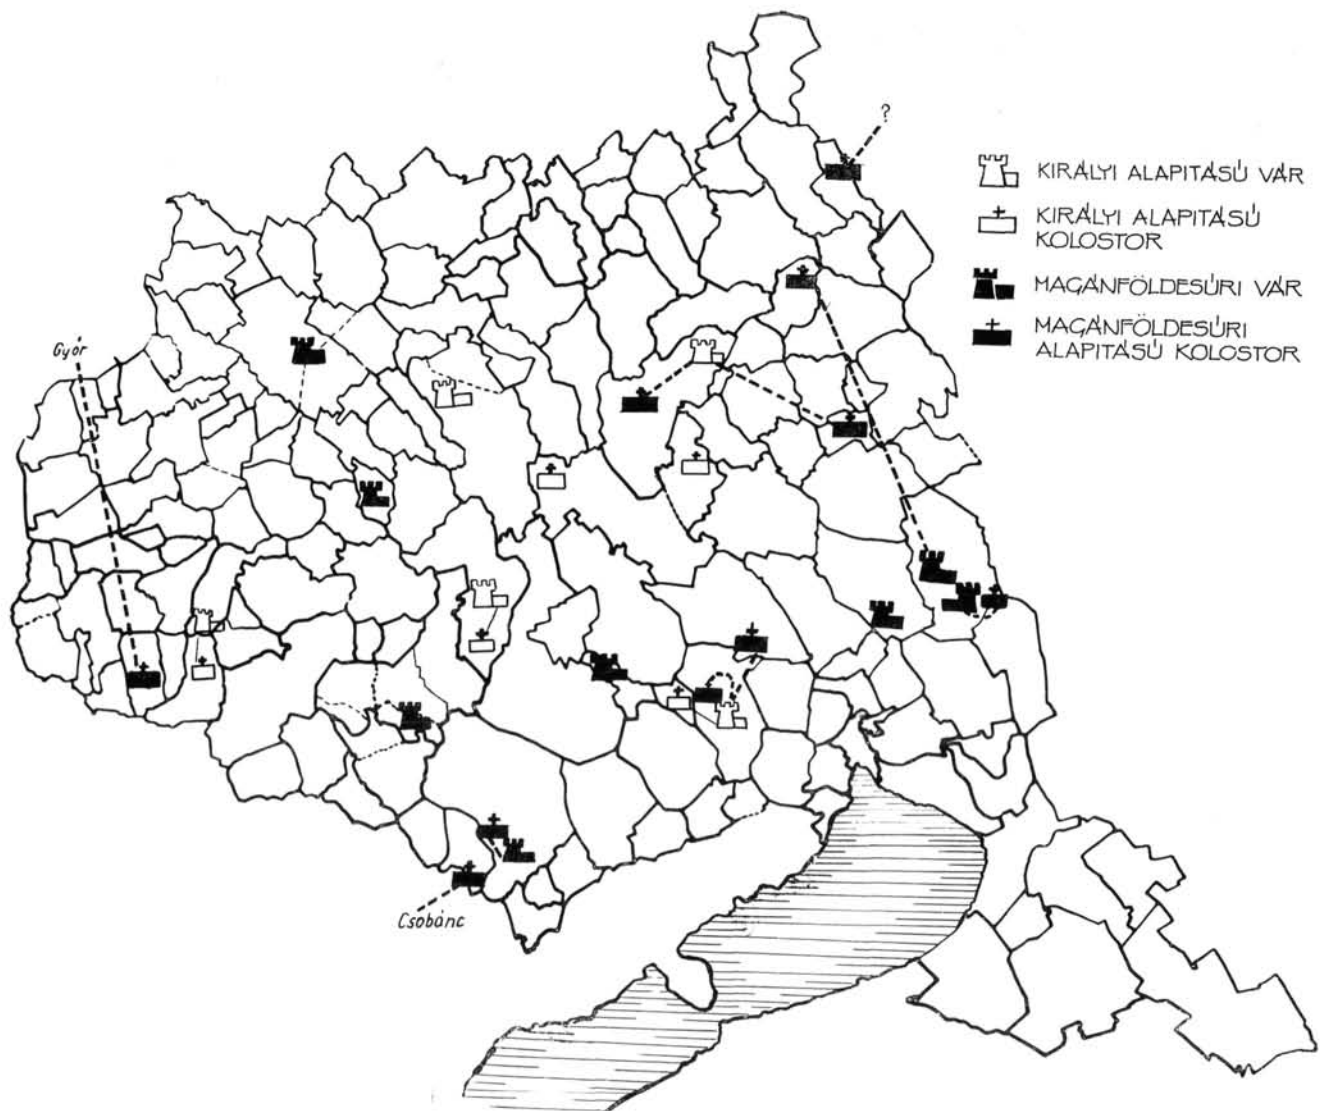 ?
KIRÁLYI ALAPITÁSÚ VÁR
KIRÁLYI ALAPITÁSÚ
KOLOSTOR
MAGÁNFÖLDESÚRI VÁR
MAGÁNFÖLDESÚRI
ALAPITÁSÚ KOLOSTOR
Győr
Csobánc